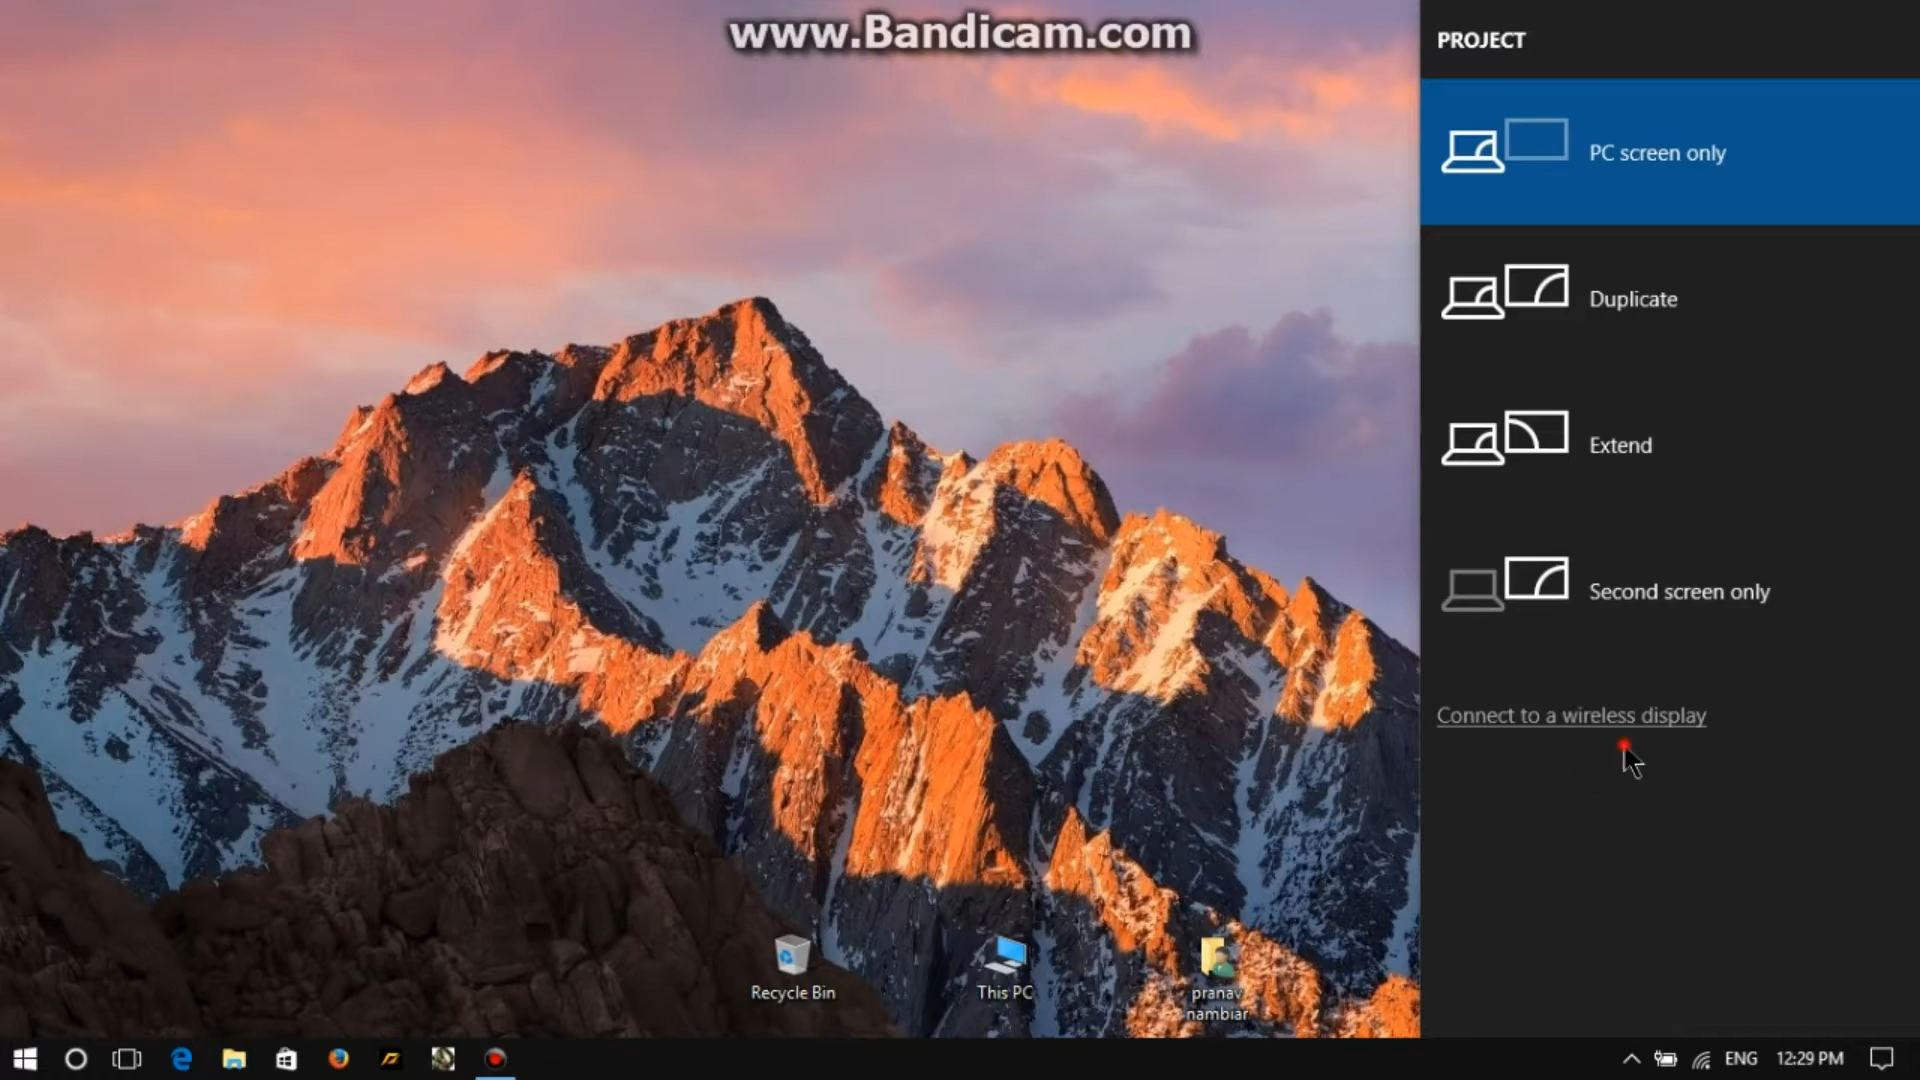 www.Bandicam.com
PROJECT
PC screen only
Duplicate
Extend
Second screen only
Connect to a wireless display
Recycle Bin
This PC
pranav
nambiar
ENG
12:29 PM